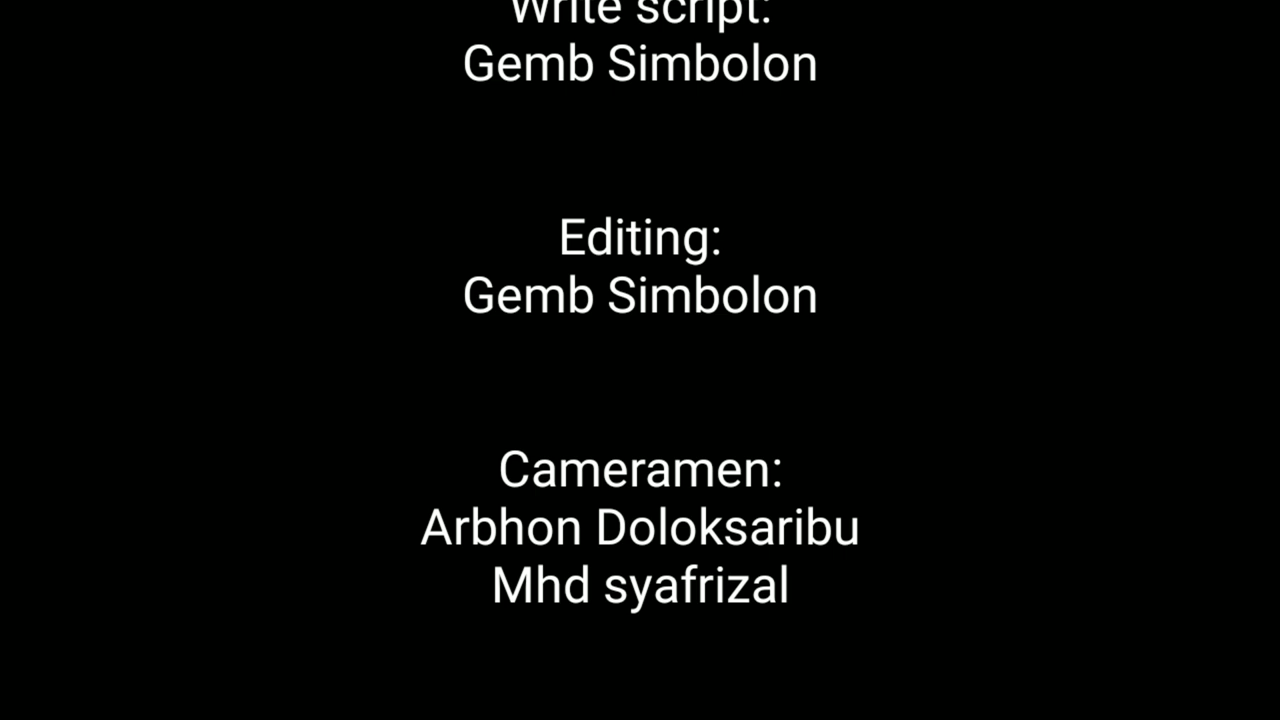 Write script:
Gemb Simbolon
Editing:
Gemb Simbolon
Cameramen:
Arbhon Doloksaribu
Mhd syafrizal